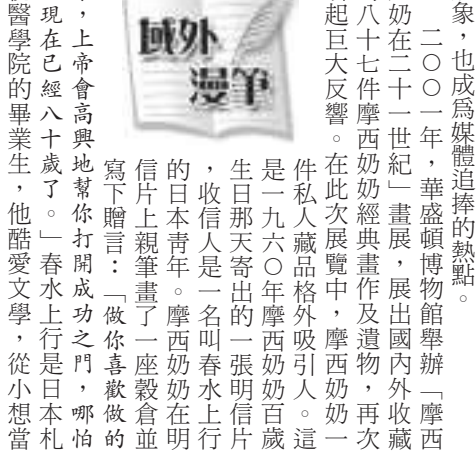 象，也成爲媒體追捧的熱點。
二○○一年，華盛頓博物館舉辦「摩西
奶在二十一世紀」畫展，展出國內外收藏
八十七件摩西奶奶經典畫作及遺物，再次
起巨大反響。在此次展覽中，摩西奶奶一
件私人藏品格外吸引人。這
是一九六○年摩西奶奶百歲
生日那天寄出的一張明信片
，收信人是一名叫春水上行
的日本青年。摩西奶奶在明
信片上親筆畫了一座穀倉並
寫下贈言：「做你喜歡做的
域外
漫筆
，上帝會高興地幫你打開成功之門，哪怕
現在已經八十歲了。」春水上行是日本札
醫學院的畢業生，他酷愛文學，從小想當